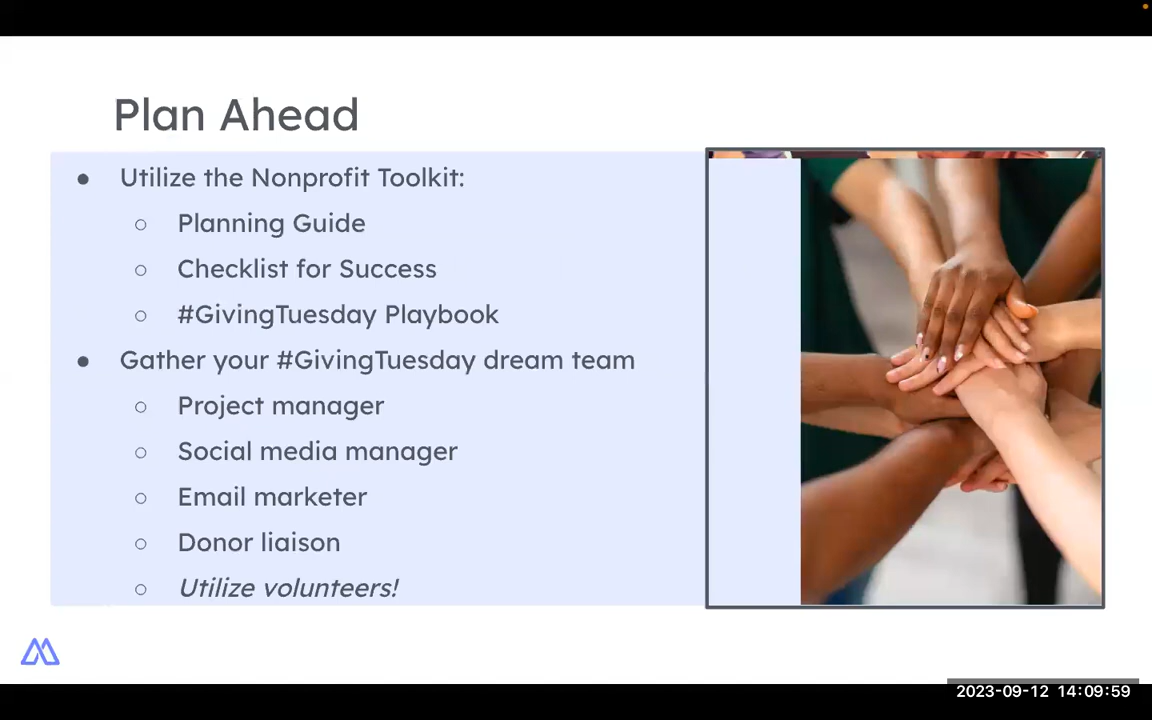 Plan Ahead
● Utilize the Nonprofit Toolkit:
○ Planning Guide
○ Checklist for Success
○ #GivingTuesday Playbook
● Gather your #GivingTuesday dream team
○ Project manager
○ Social media manager
○ Email marketer
○ Donor liaison
○ Utilize volunteers!
2023-09-12 14:09:59